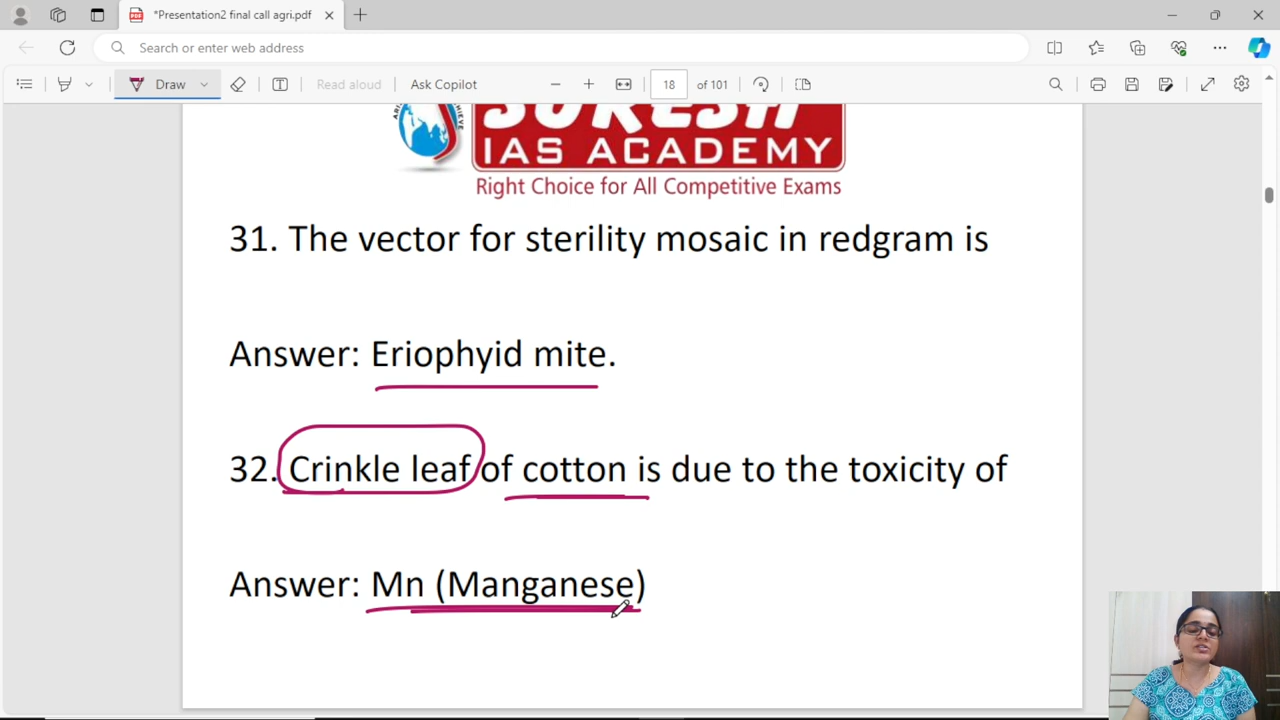 *Presentation2 final call agri.pdf
Search or enter web address
Draw
Read aloud
Ask Copilot
18 of 101
SURESH
IAS ACADEMY
Right Choice for All Competitive Exams
31. The vector for sterility mosaic in redgram is
Answer: Eriophyid mite.
32. Crinkle leaf of cotton is due to the toxicity of
Answer: Mn (Manganese)